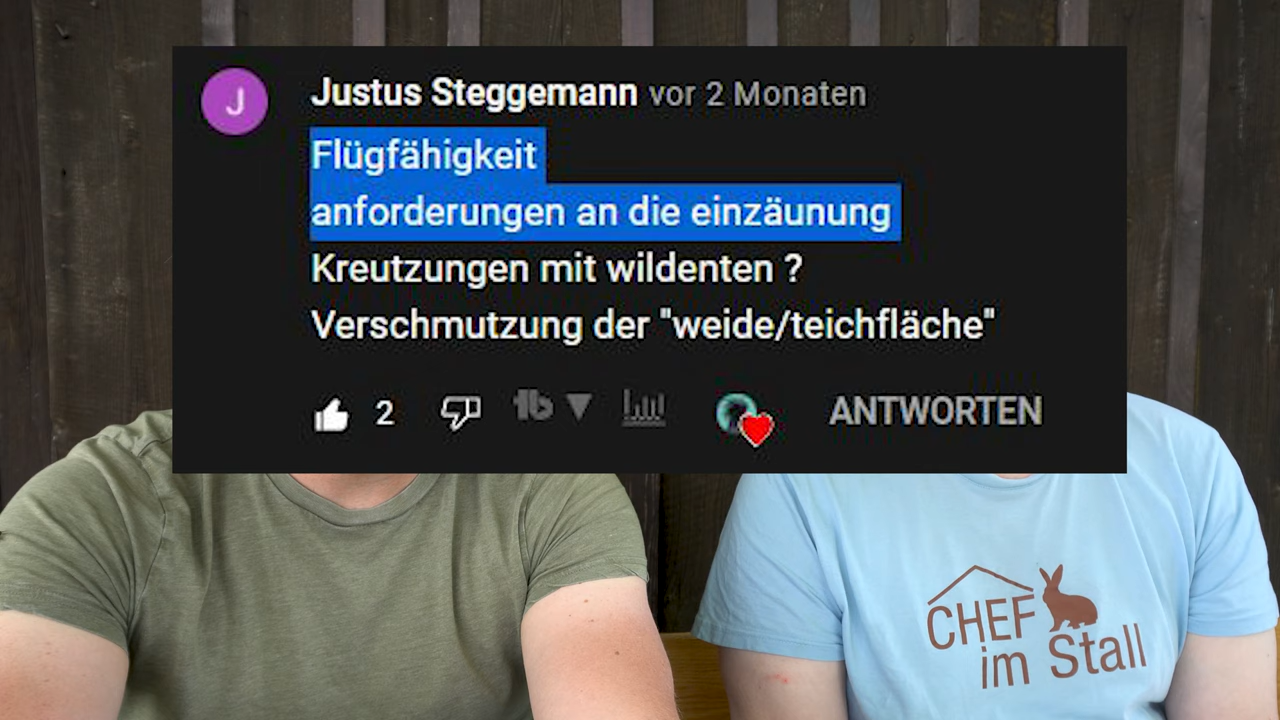 J
Justus Steggemann vor 2 Monaten
Flügfähigkeit
anforderungen an die einzäunung
Kreutzungen mit wildenten ?
Verschmutzung der "weide/teichfläche"
2 ANTWORTEN
CHEF
im Stall